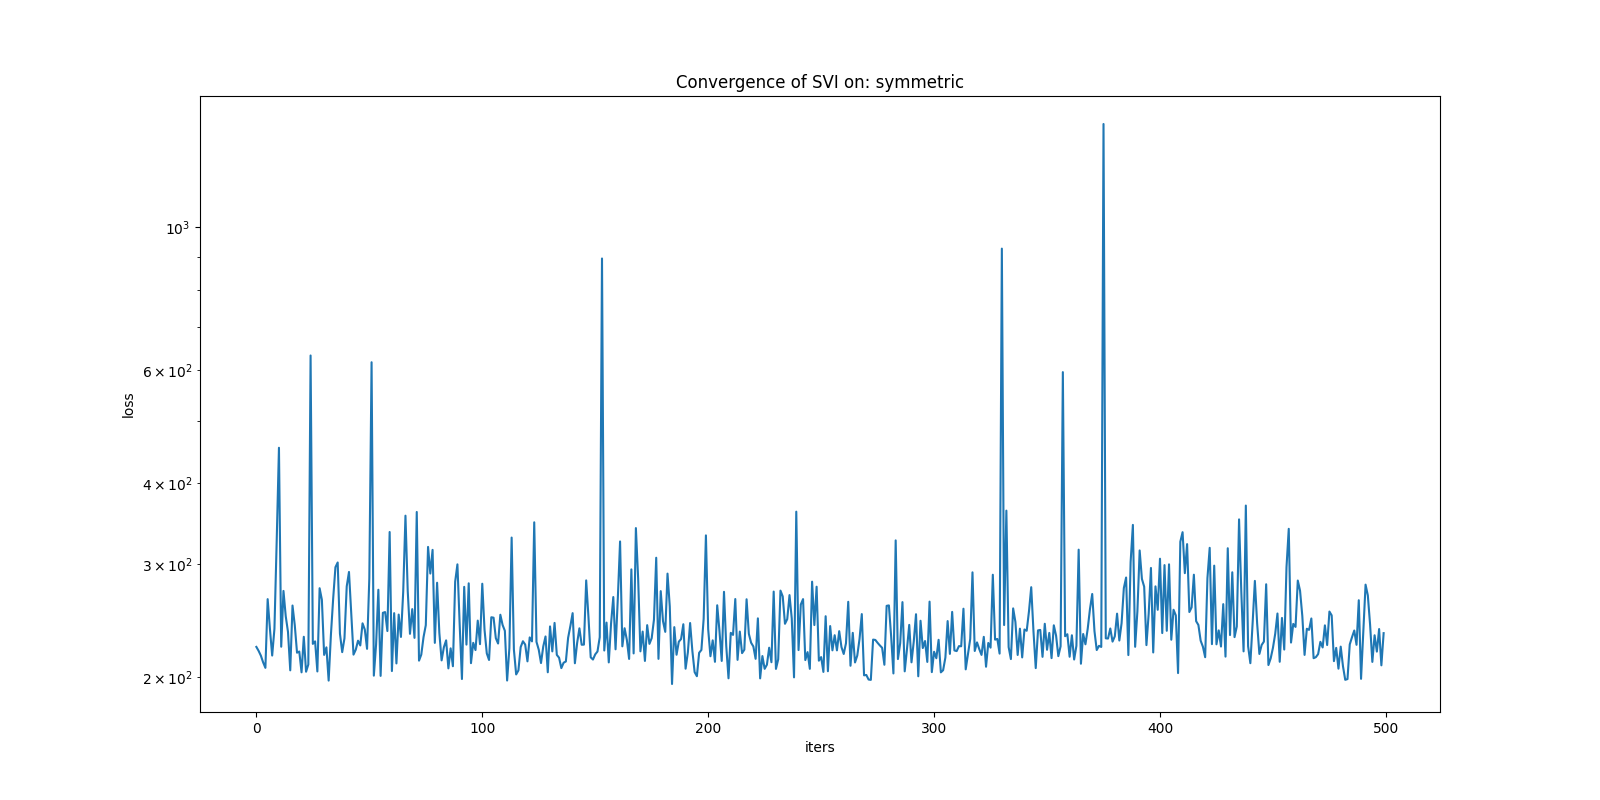 Convergence of SVI on: symmetric
loss
10³
6 × 10²
4 × 10²
3 × 10²
2 × 10²
0 100 200 300 400 500
iters